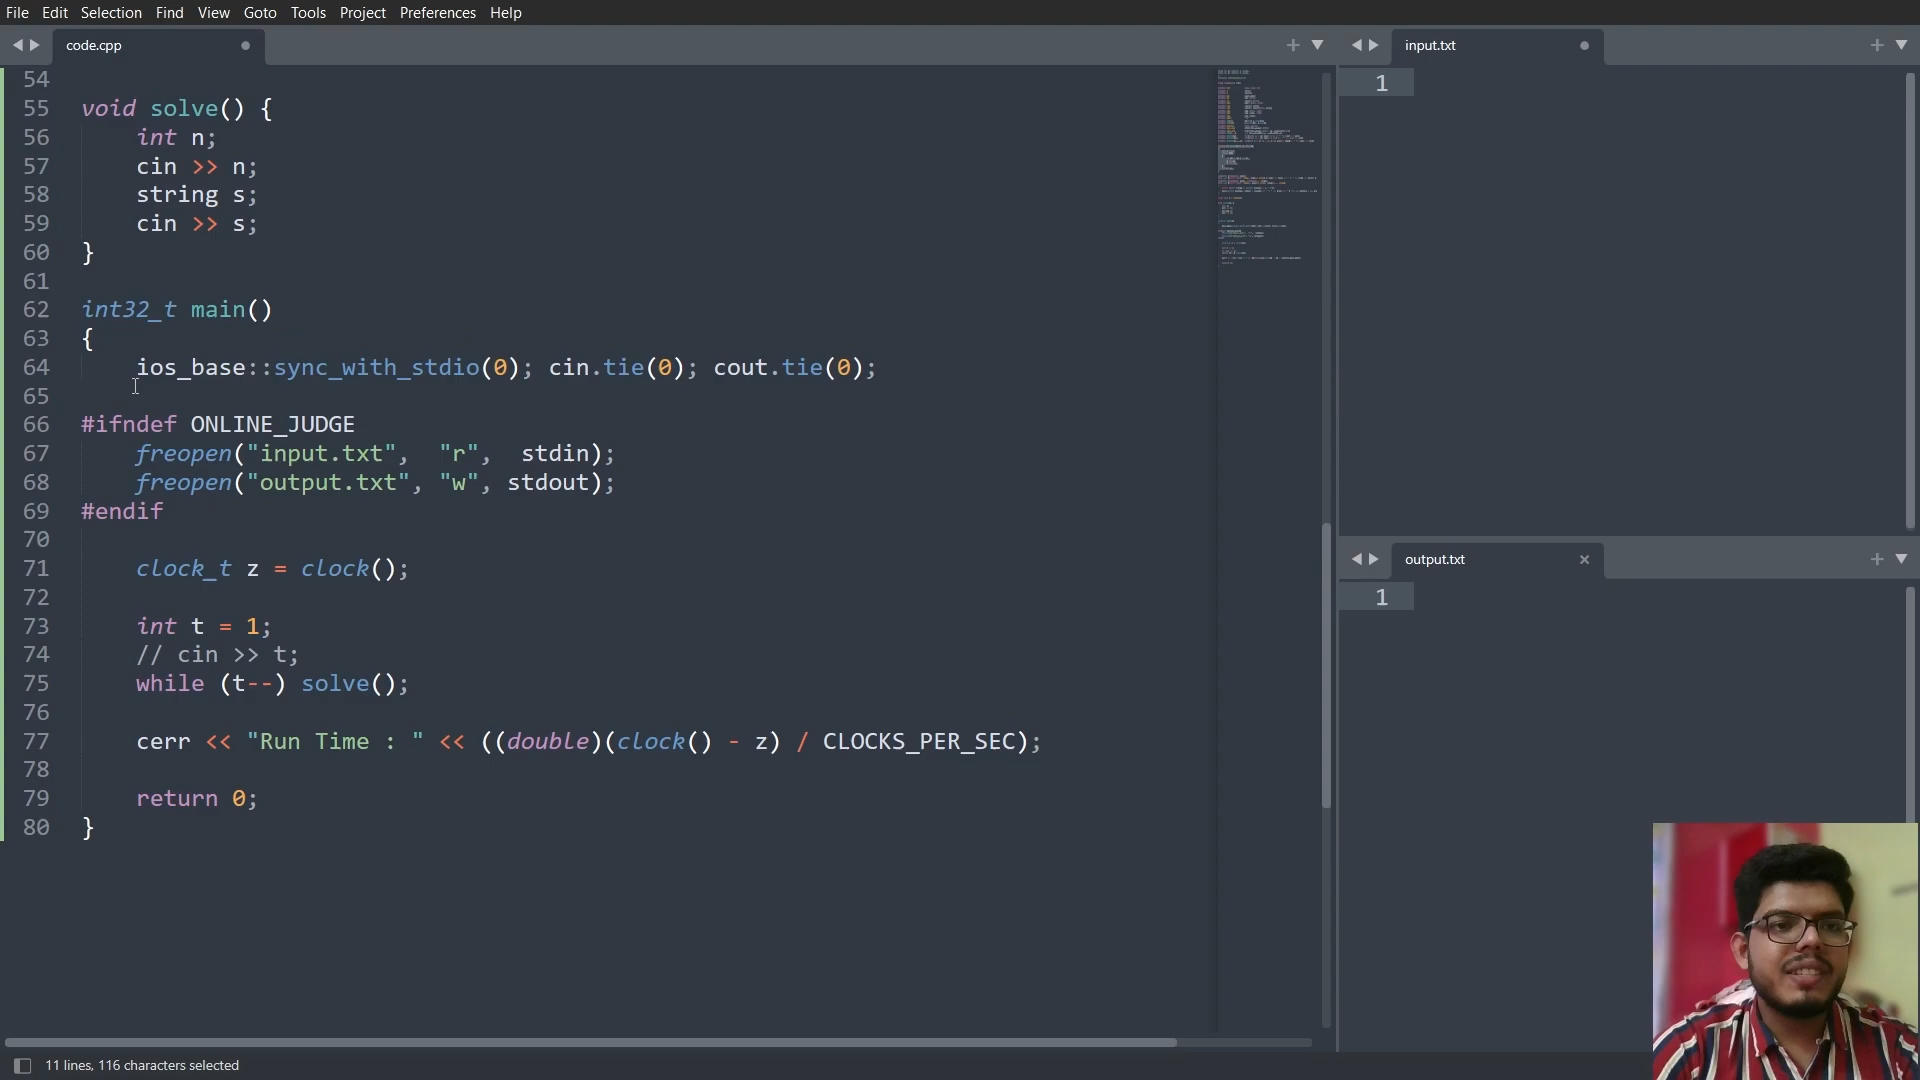 File Edit Selection Find View Goto Tools Project Preferences Help
code.cpp
54
55 void solve() {
56 int n;
57 cin >> n;
58 string s;
59 cin >> s;
60 }
61
62 int32_t main()
63 {
64 ios_base::sync_with_stdio(0); cin.tie(0); cout.tie(0);
65
66 #ifndef ONLINE_JUDGE
67 freopen("input.txt", "r", stdin);
68 freopen("output.txt", "w", stdout);
69 #endif
70
71 clock_t z = clock();
72
73 int t = 1;
74 // cin >> t;
75 while (t--) solve();
76
77 cerr << "Run Time : " << ((double)(clock() - z) / CLOCKS_PER_SEC);
78
79 return 0;
80 }
input.txt
1
output.txt
1
11 lines, 116 characters selected